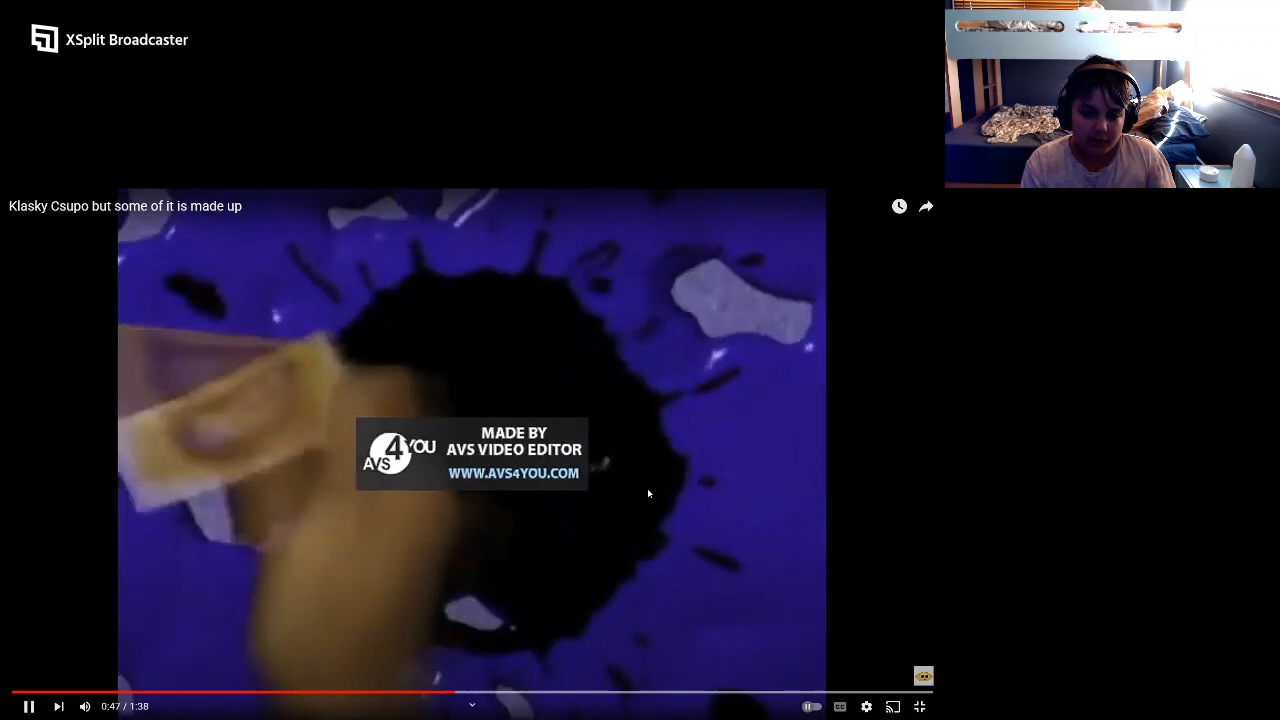 XSplit Broadcaster
Klasky Csupo but some of it is made up
AVS
4
YOU
MADE BY
AVS VIDEO EDITOR
WWW.AVS4YOU.COM
0:47 / 1:38
CC